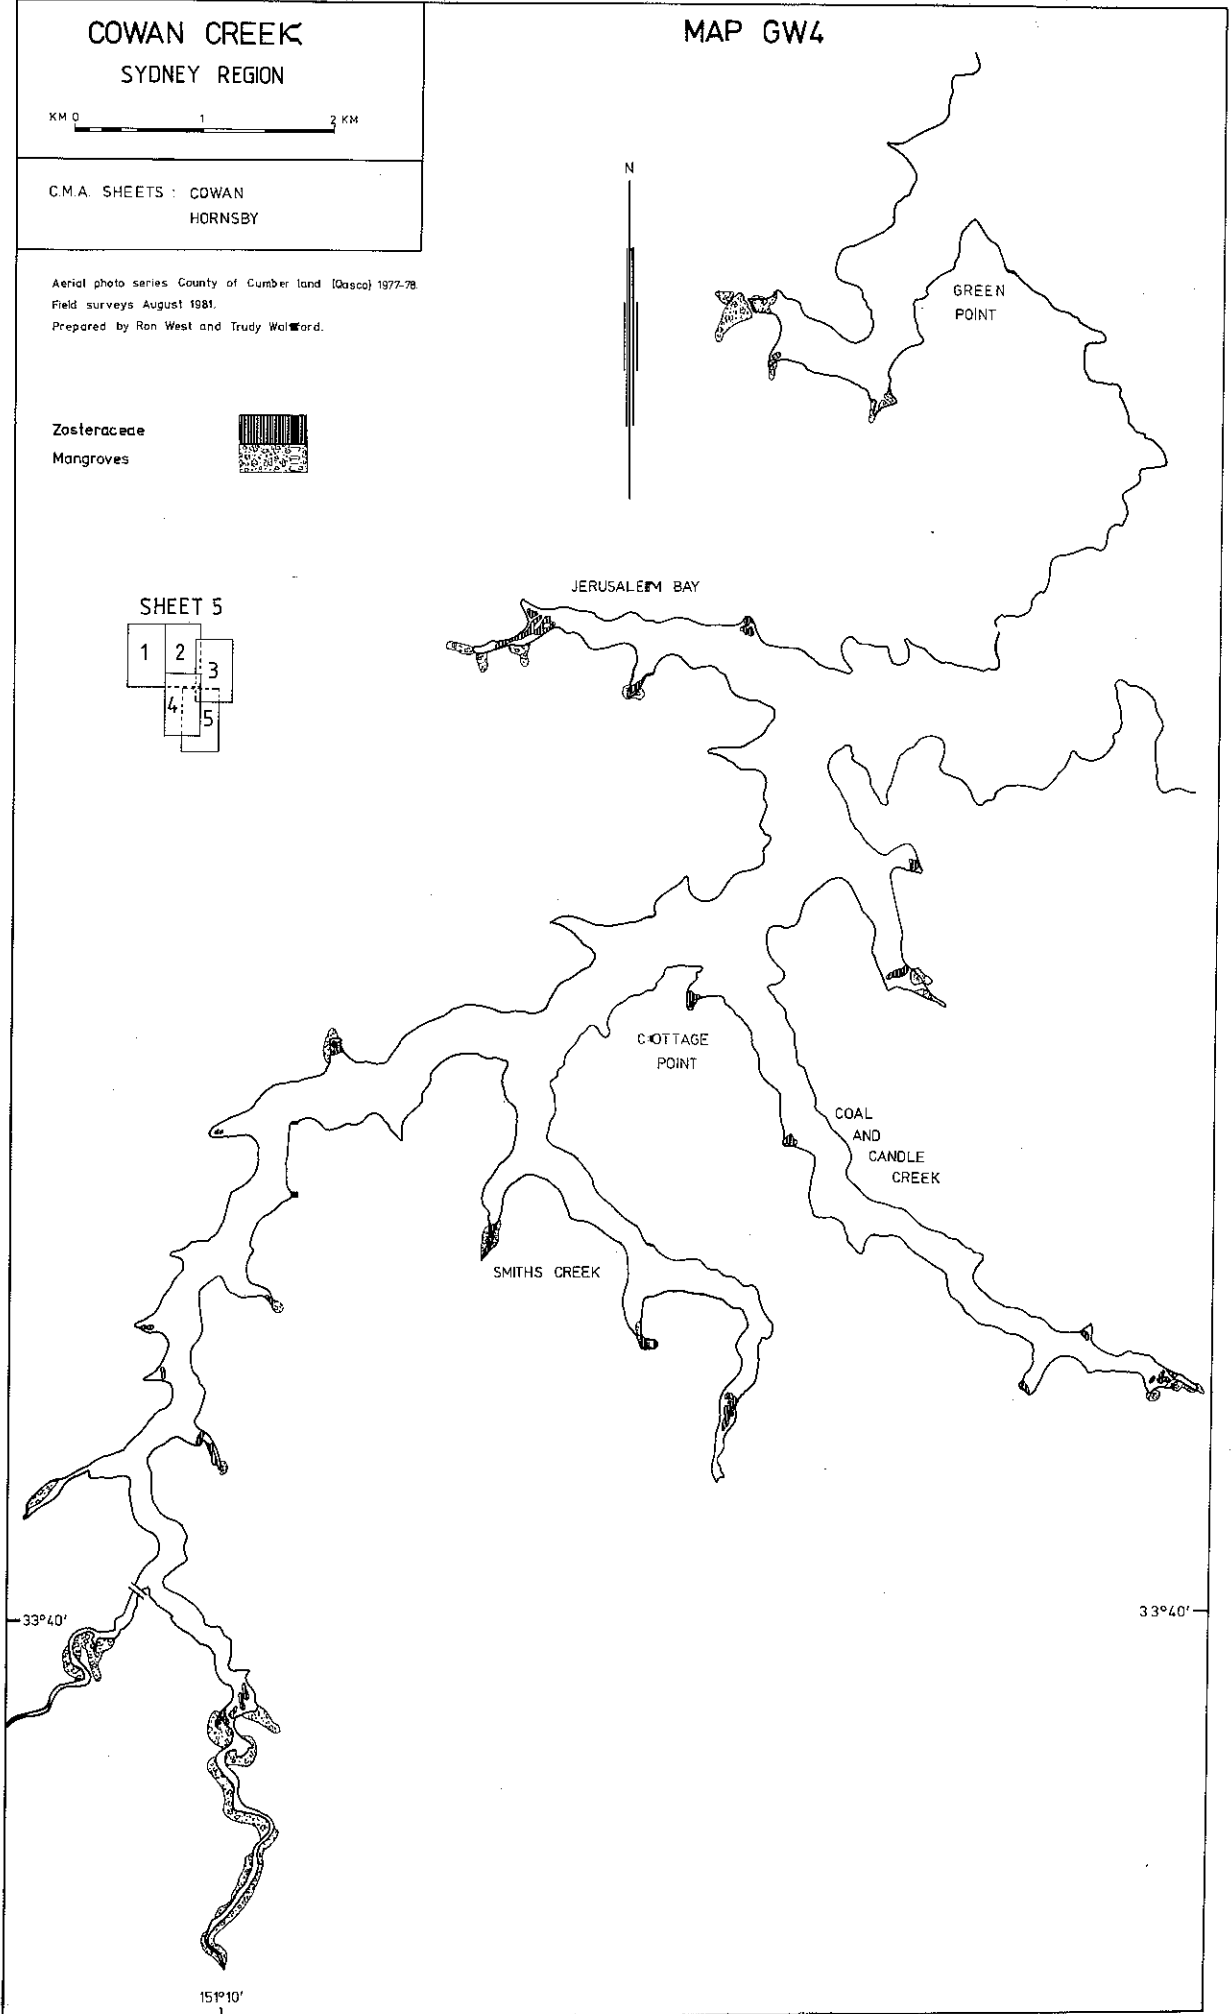 COWAN CREEK
SYDNEY REGION
KM 0 1 2 KM
C.M.A. SHEETS : COWAN
HORNSBY
Aerial photo series County of Cumber land (Qasco) 1977-78.
Field surveys August 1981.
Prepared by Ron West and Trudy
Zosteraceae
Mangroves
SHEET 5
1 2 3
4 5
MAP GW4
N
GREEN
POINT
JERUSALEM BAY
COTTAGE
POINT
COAL
AND
CANDLE
CREEK
SMITHS CREEK
33°40'
33°40'
151°10'